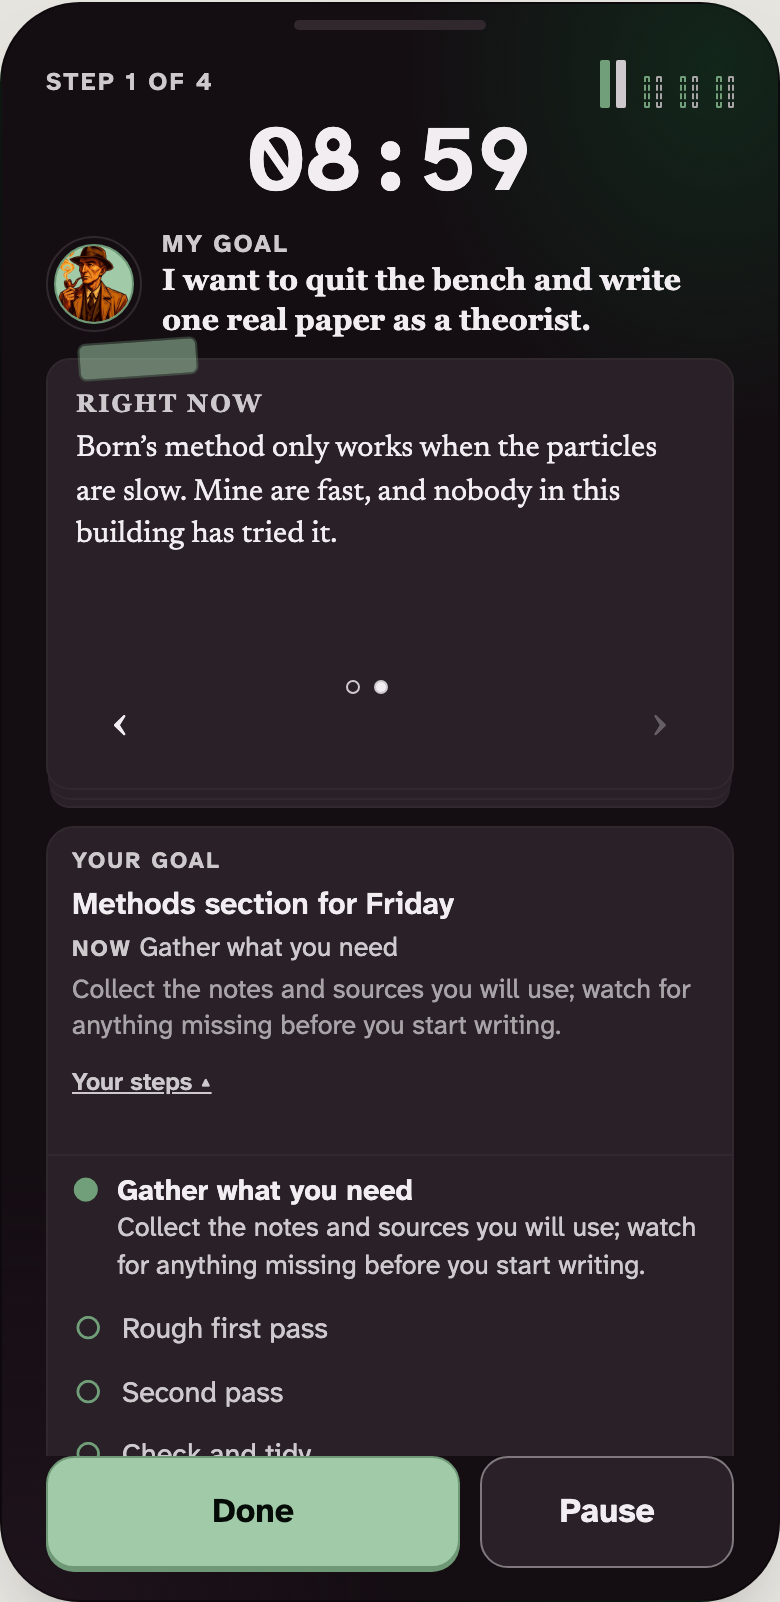 STEP 1 OF 4
08:59
MY GOAL
I want to quit the bench and write
one real paper as a theorist.
RIGHT NOW
Born’s method only works when the particles
are slow. Mine are fast, and nobody in this
building has tried it.
YOUR GOAL
Methods section for Friday
NOW Gather what you need
Collect the notes and sources you will use; watch for
anything missing before you start writing.
Your steps ▴
Gather what you need
Collect the notes and sources you will use; watch
for anything missing before you start writing.
Rough first pass
Second pass
Check and tidy
Done
Pause